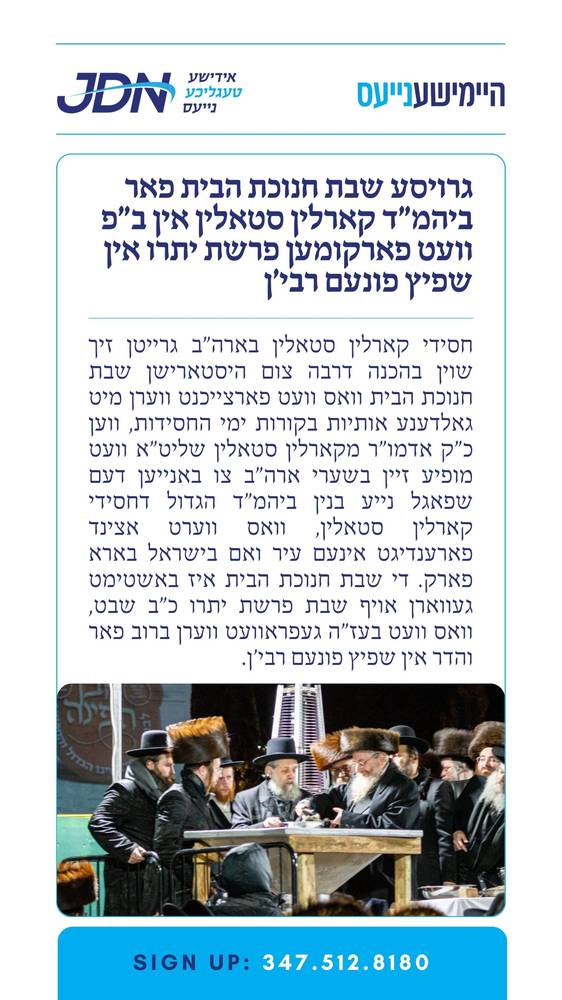 היימישע נייעס
JDN
אידישע
טעגליכע
נייעס
גרויסע שבת חנוכת הבית פאר
ביהמ"ד קארלין סטאלין אין ב"פ
וועט פארקומען פרשת יתרו אין
שפיץ פונעם רבי'ן
חסידי קארלין סטאלין בארה"ב גרייטן זיך
שוין בהכנה דרבה צום היסטארישן שבת
חנוכת הבית וואס וועט פארצייכנט ווערן מיט
גאלדענע אותיות בקורות ימי החסידות, ווען
כ"ק אדמו"ר מקארלין סטאלין שליט"א וועט
מופיע זיין בשערי ארה"ב צו באנייען דעם
שפאגל נייע בנין ביהמ"ד הגדול דחסידי
קארלין סטאלין, וואס ווערט אצינד
פארענדיגט אינעם עיר ואם בישראל בארא
פארק. די שבת חנוכת הבית איז באשטימט
געווארן אויף שבת פרשת יתרו כ"ב שבט,
וואס וועט בעז"ה געפראוועט ווערן ברוב פאר
והדר אין שפיץ פונעם רבי'ן.
SIGN UP: 347.512.8180